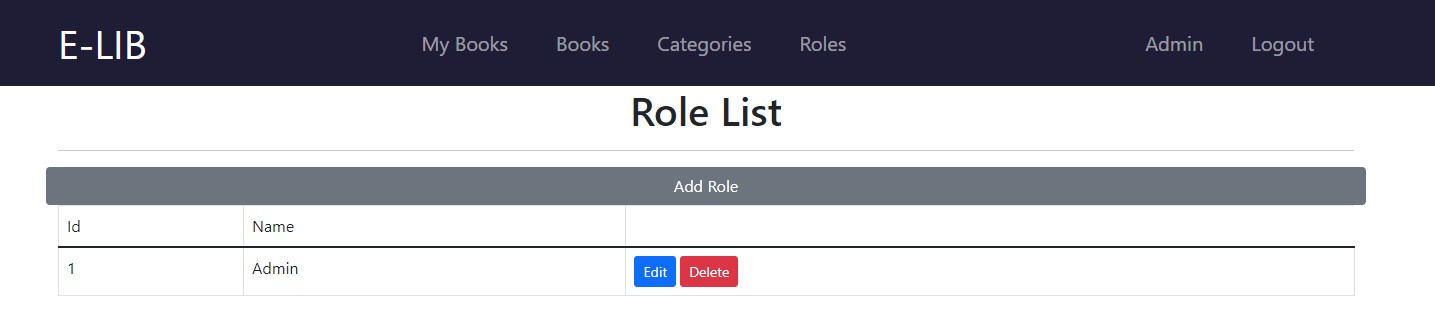 E-LIB My Books Books Categories Roles Admin Logout
Role List
Add Role
Id Name
1 Admin Edit Delete